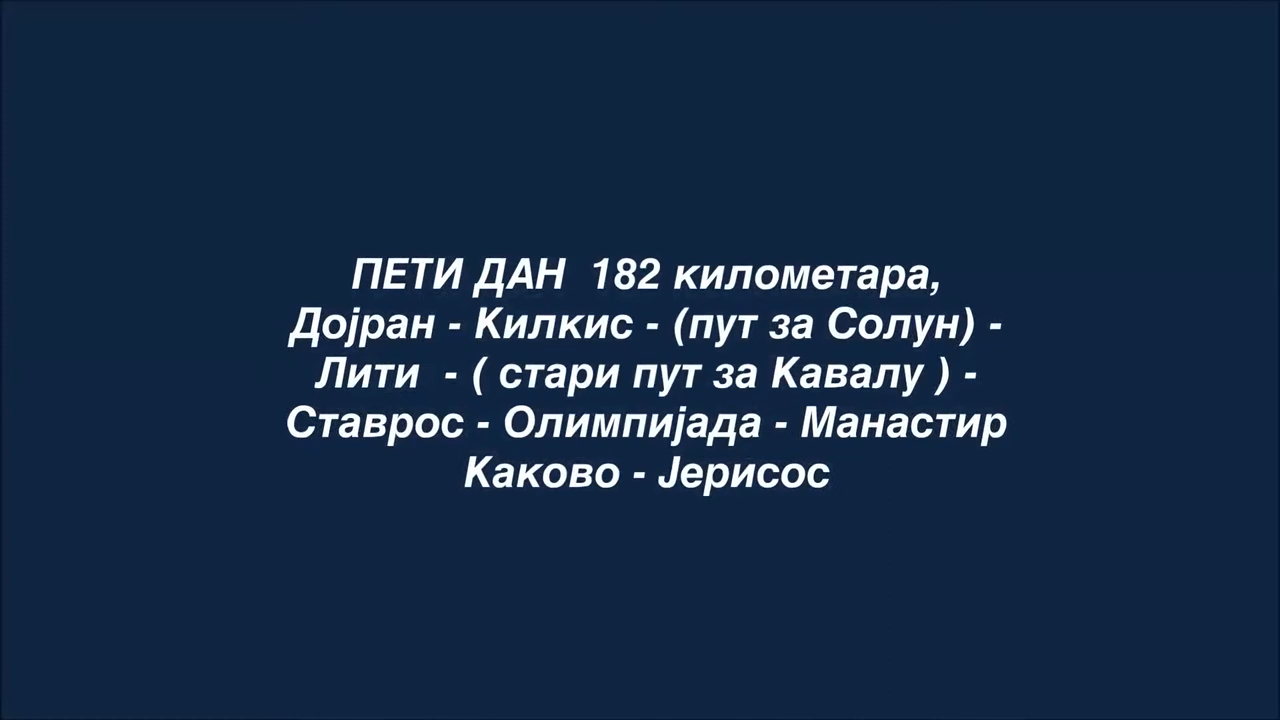 ПЕТИ ДАН  182 километара,
Дојран - Килкис - (пут за Солун) -
Лити  - ( стари пут за Кавалу ) -
Ставрос - Олимпијада - Манастир
Каково - Јерисос